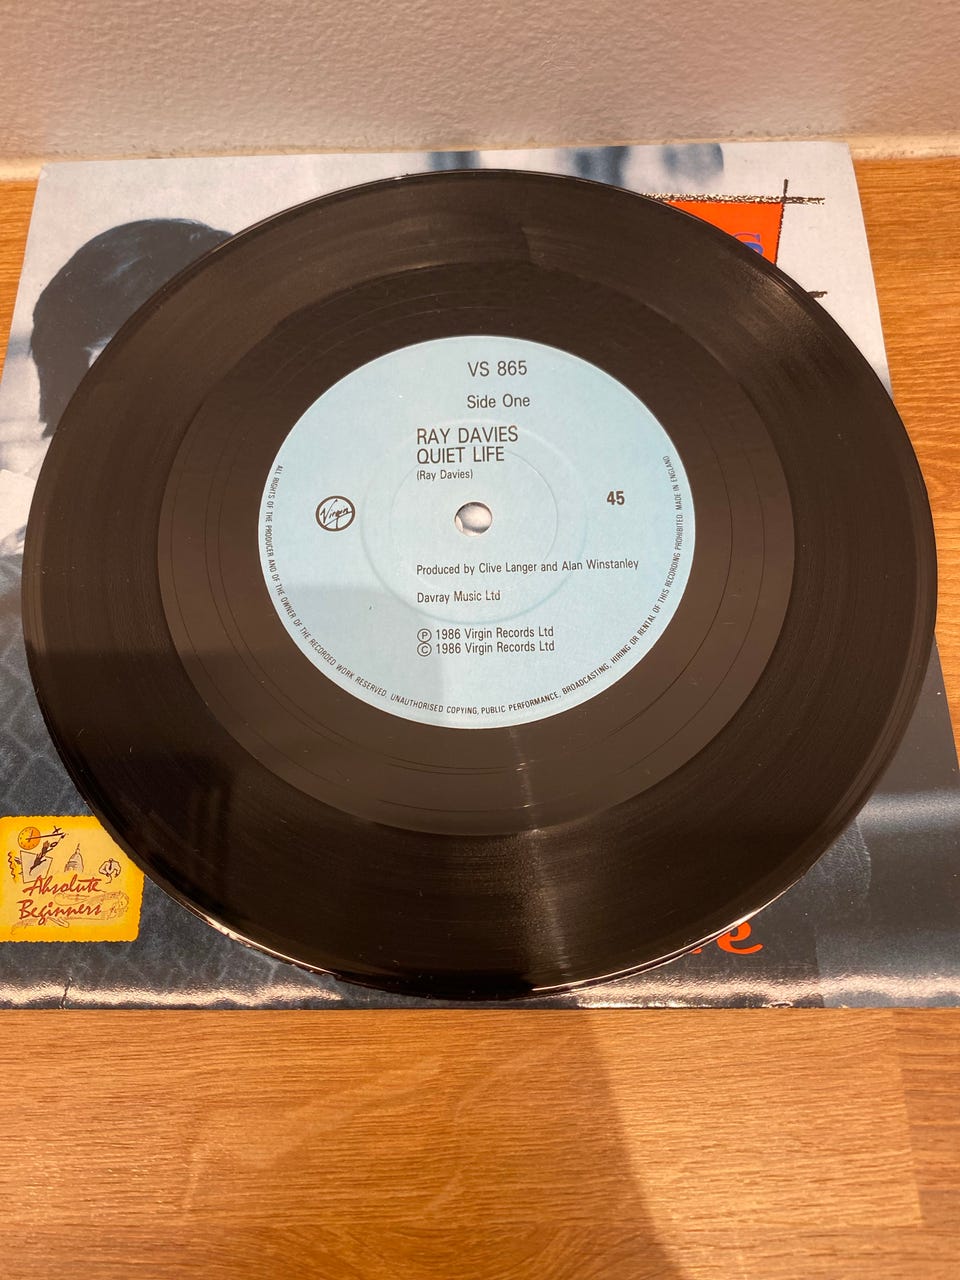 VS 865
Side One
RAY DAVIES
QUIET LIFE
(Ray Davies)
Virgin
45
Produced by Clive Langer and Alan Winstanley
Davray Music Ltd
Ⓟ 1986 Virgin Records Ltd
© 1986 Virgin Records Ltd
ALL RIGHTS OF THE PRODUCER AND OF THE OWNER OF THE RECORDED WORK RESERVED. UNAUTHORISED COPYING, PUBLIC PERFORMANCE, BROADCASTING, HIRING OR RENTAL OF THIS RECORDING PROHIBITED. MADE IN ENGLAND
Absolute
Beginners